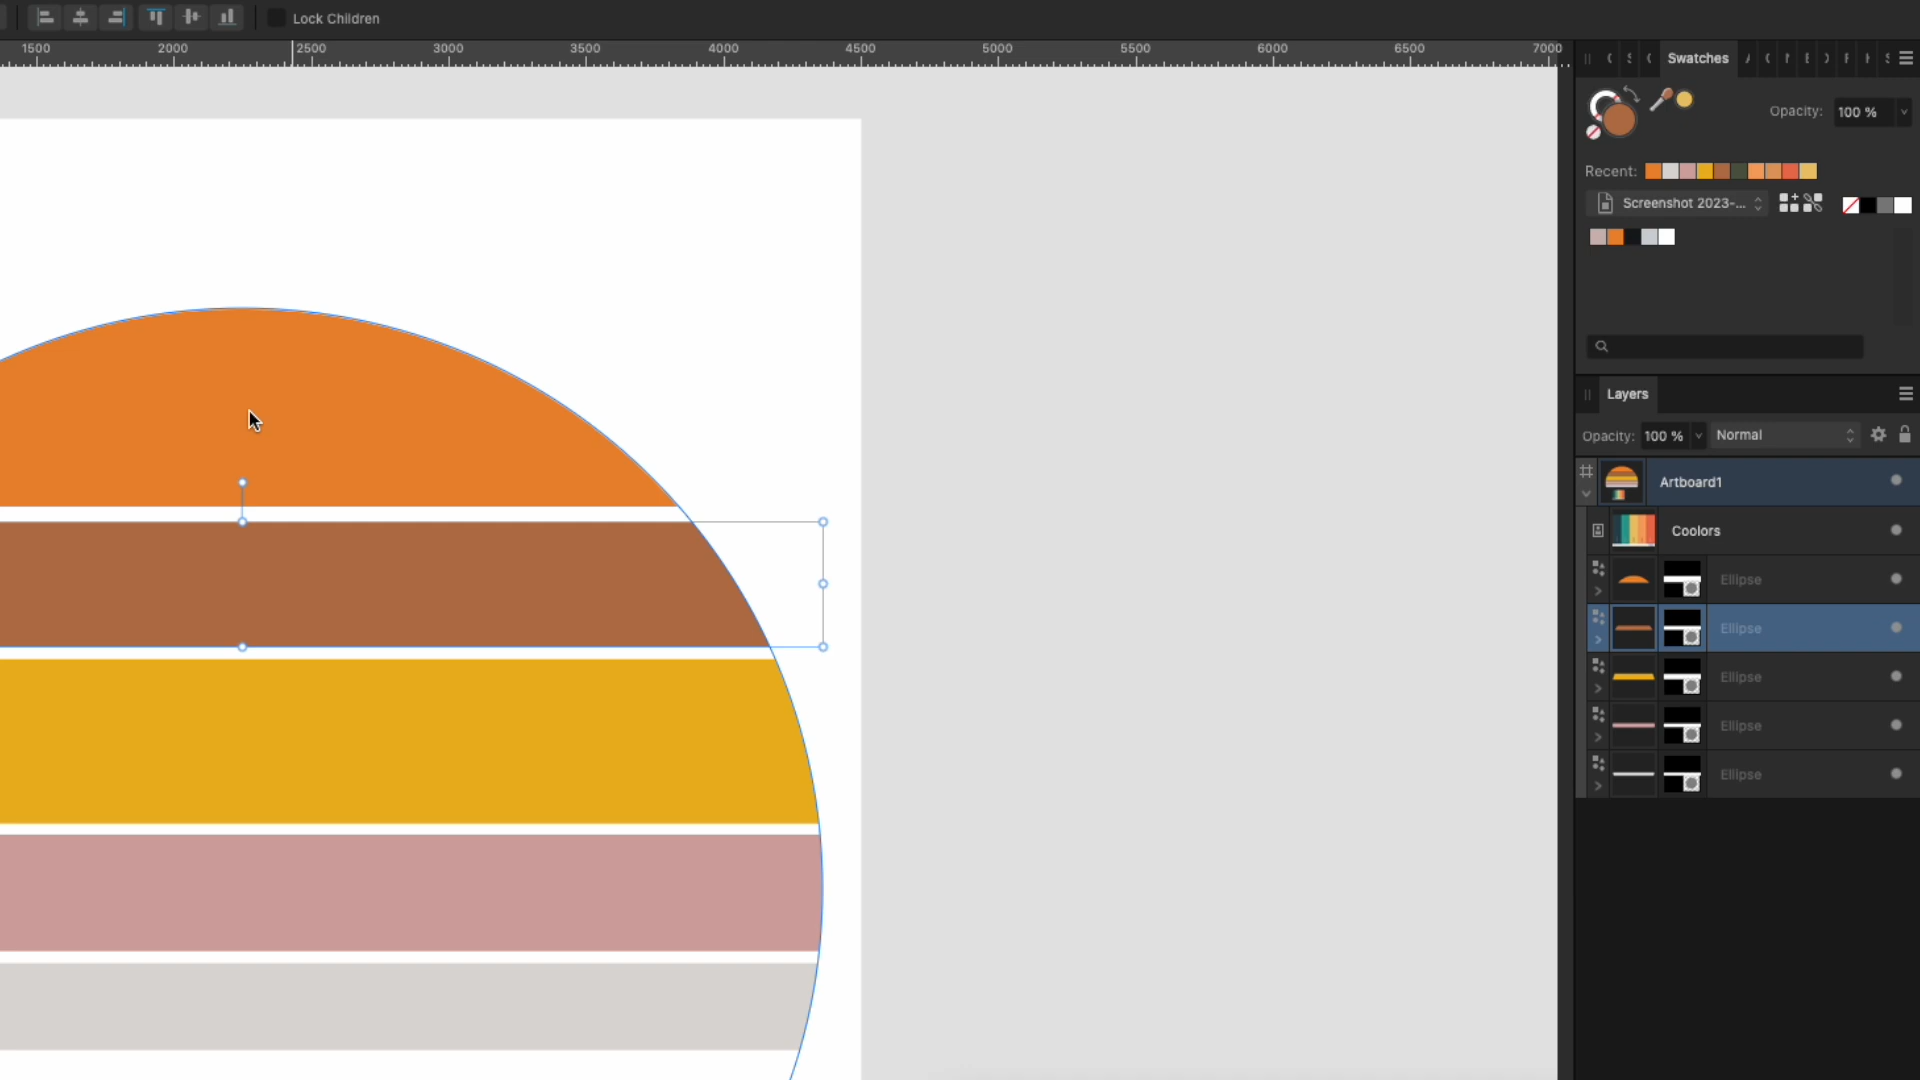 Lock Children
1500 2000 2500 3000 3500 4000 4500 5000 5500 6000 6500 7000
Swatches
Opacity: 100 %
Recent:
Screenshot 2023-...
Layers
Opacity: 100 % Normal
Artboard1
Coolors
Ellipse
Ellipse
Ellipse
Ellipse
Ellipse